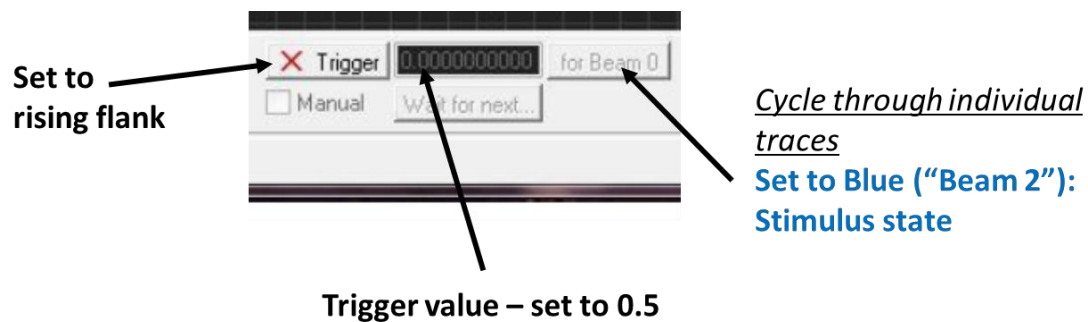 Set to
rising flank
Trigger
0.0000000000
for Beam 0
Manual
Wait for next...
Cycle through individual
traces
Set to Blue (“Beam 2”):
Stimulus state
Trigger value – set to 0.5